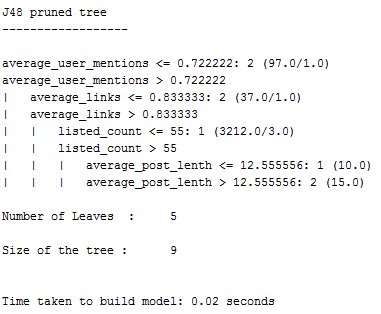 J48 pruned tree
------------------
average_user_mentions <= 0.722222: 2 (97.0/1.0)
average_user_mentions > 0.722222
|   average_links <= 0.833333: 2 (37.0/1.0)
|   average_links > 0.833333
|   |   listed_count <= 55: 1 (3212.0/3.0)
|   |   listed_count > 55
|   |   |   average_post_lenth <= 12.555556: 1 (10.0)
|   |   |   average_post_lenth > 12.555556: 2 (15.0)
Number of Leaves  :     5
Size of the tree :      9
Time taken to build model: 0.02 seconds